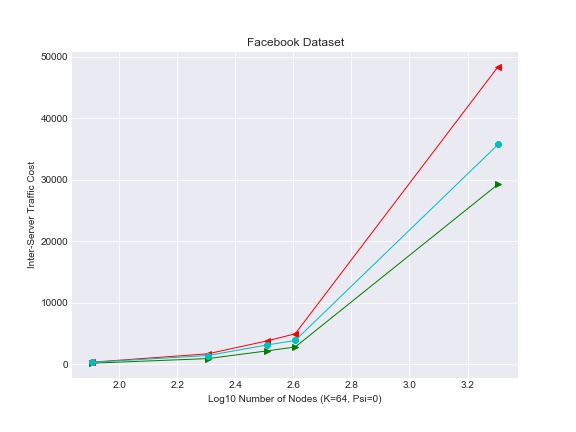 Facebook Dataset
50000
40000
30000
20000
10000
0
Inter-Server Traffic Cost
2.0 2.2 2.4 2.6 2.8 3.0 3.2
Log10 Number of Nodes (K=64, Psi=0)